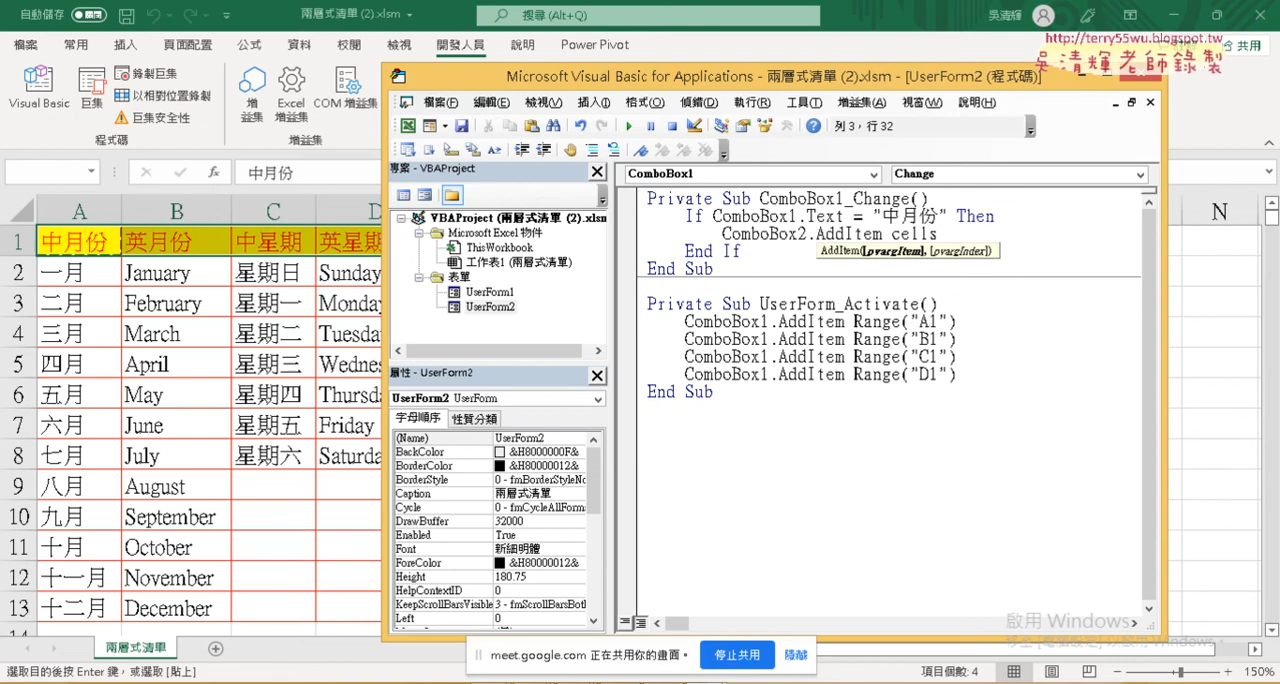 自動儲存
兩層式清單 (2).xlsm
搜尋 (Alt+Q)
吳清輝
http://terry55wu.blogspot.tw
吳清輝老師錄製
檔案 常用 插入 頁面配置 公式 資料 校閱 檢視 開發人員 說明 Power Pivot 共用
Visual Basic 巨集 錄製巨集 以相對位置錄製 巨集安全性
程式碼
增益集 Excel 增益集 COM 增益集
增益集
Microsoft Visual Basic for Applications - 兩層式清單 (2).xlsm - [UserForm2 (程式碼)]
檔案(F) 編輯(E) 檢視(V) 插入(I) 格式(O) 偵錯(D) 執行(R) 工具(T) 增益集(A) 視窗(W) 說明(H)
列 3，行 32
fx 中月份
專案 - VBAProject
VBAProject (兩層式清單 (2).xlsm
Microsoft Excel 物件
ThisWorkbook
工作表1 (兩層式清單)
表單
UserForm1
UserForm2
ComboBox1 Change
Private Sub ComboBox1_Change()
If ComboBox1.Text = "中月份" Then
ComboBox2.AddItem cells
AddItem([pvargItem], [pvargIndex])
End If
End Sub
Private Sub UserForm_Activate()
ComboBox1.AddItem Range("A1")
ComboBox1.AddItem Range("B1")
ComboBox1.AddItem Range("C1")
ComboBox1.AddItem Range("D1")
End Sub
屬性 - UserForm2
UserForm2 UserForm
字母順序 性質分類
(Name) UserForm2
BackColor &H8000000F&
BorderColor &H80000012&
BorderStyle 0 - fmBorderStyleNo
Caption 兩層式清單
Cycle 0 - fmCycleAllForm
DrawBuffer 32000
Enabled True
Font 新細明體
ForeColor &H80000012&
Height 180.75
HelpContextID 0
KeepScrollBarsVisible 3 - fmScrollBarsBoth
Left 0
A B C D N
1 中月份 英月份 中星期 英星期
2 一月 January 星期日 Sunday
3 二月 February 星期一 Monda
4 三月 March 星期二 Tuesda
5 四月 April 星期三 Wednes
6 五月 May 星期四 Thursd
7 六月 June 星期五 Friday
8 七月 July 星期六 Saturda
9 八月 August
10 九月 September
11 十月 October
12 十一月 November
13 十二月 December
兩層式清單
啟用 Windows
meet.google.com 正在共用你的畫面。 停止共用 隱藏
選取目的後按 Enter 鍵，或選取 [貼上]
項目個數: 4
150%